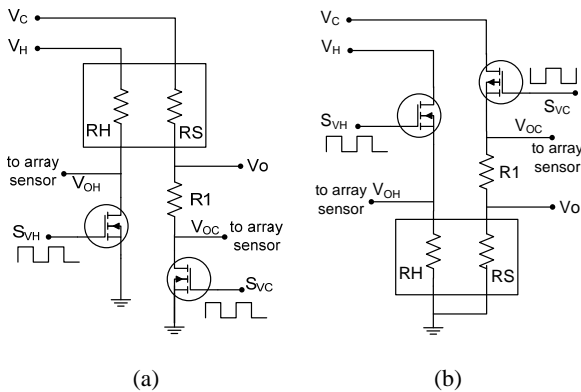 V_C
V_H
RH
RS
to array
sensor
V_OH
Vo
R1
V_OC
to array
sensor
S_VH
S_VC
(a)
V_C
V_H
S_VH
S_VC
V_OC
to array
sensor
R1
to array
sensor
V_OH
Vo
RH
RS
(b)